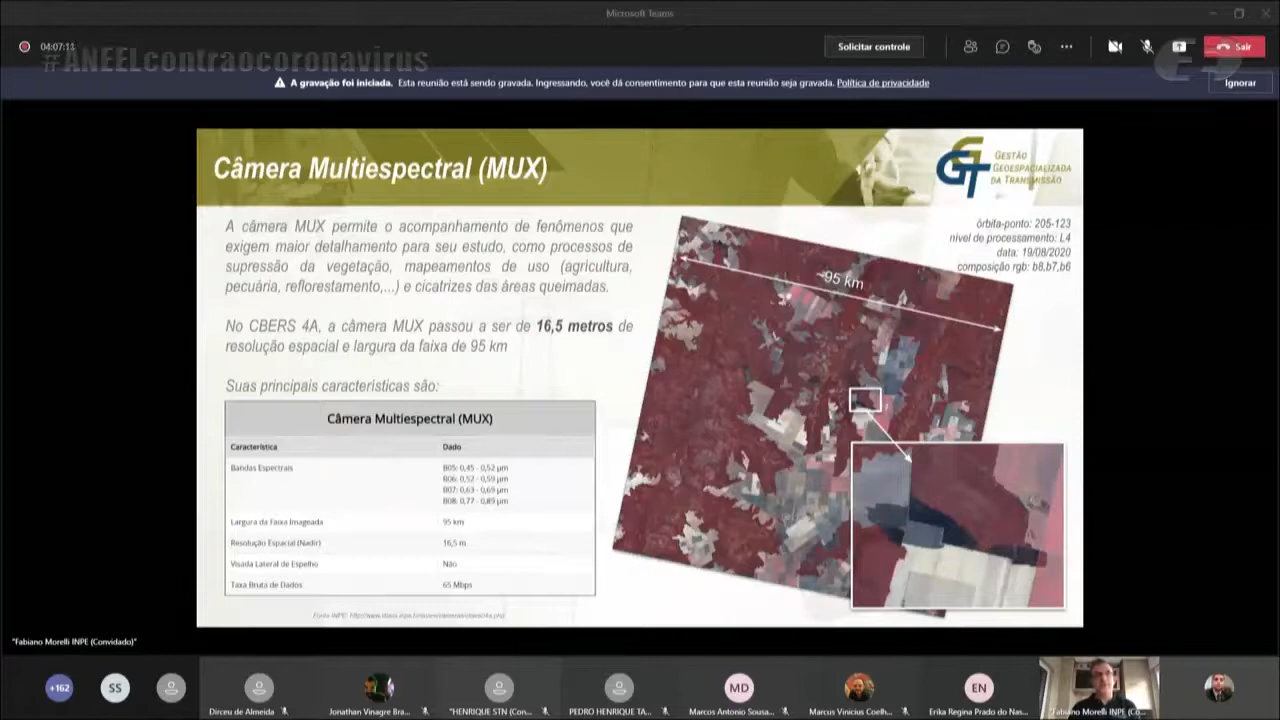 Microsoft Teams
04:07:11
#ANEELcontraocoronavirus
Solicitar controle
Sair
A gravação foi iniciada. Esta reunião está sendo gravada. Ingressando, você dá consentimento para que esta reunião seja gravada. Política de privacidade
Ignorar
Câmera Multiespectral (MUX)
GESTÃO
GEOESPACIALIZADA
DA TRANSMISSÃO
A câmera MUX permite o acompanhamento de fenômenos que
exigem maior detalhamento para seu estudo, como processos de
supressão da vegetação, mapeamentos de uso (agricultura,
pecuária, reflorestamento,...) e cicatrizes das áreas queimadas.
No CBERS 4A, a câmera MUX passou a ser de 16,5 metros de
resolução espacial e largura da faixa de 95 km
Suas principais características são:
órbita-ponto: 205-123
nível de processamento: L4
data: 19/08/2020
composição rgb: b8,b7,b6
~95 km
Câmera Multiespectral (MUX)
Característica Dado
Bandas Espectrais B05: 0,45 - 0,52 µm
B06: 0,52 - 0,59 µm
B07: 0,63 - 0,69 µm
B08: 0,77 - 0,89 µm
Largura da Faixa Imageada 95 km
Resolução Espacial (Nadir) 16,5 m
Visada Lateral de Espelho Não
Taxa Bruta de Dados 65 Mbps
Fonte INPE:
"Fabiano Morelli INPE (Convidado)"
+162
SS
MD
EN
Dirceu de Almeida
Jonathan Vinagre Bra...
"HENRIQUE STN (Con...
PEDRO HENRIQUE TA...
Marcos Antonio Sousa...
Marcus Vinicius Coelh...
Erika Regina Prado do Nas...
"Fabiano Morelli INPE (Co...